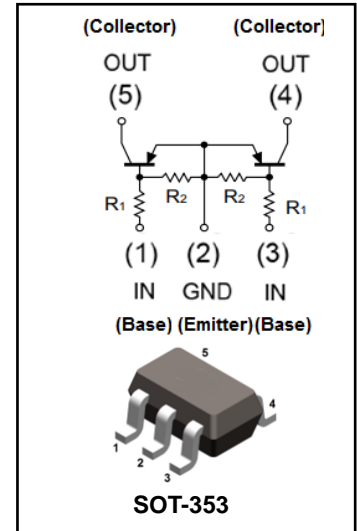 (Collector) (Collector)
OUT OUT
(5) (4)
R1 R2 R2 R1
(1) (2) (3)
IN GND IN
(Base) (Emitter)(Base)
5
4
1
2
3
SOT-353